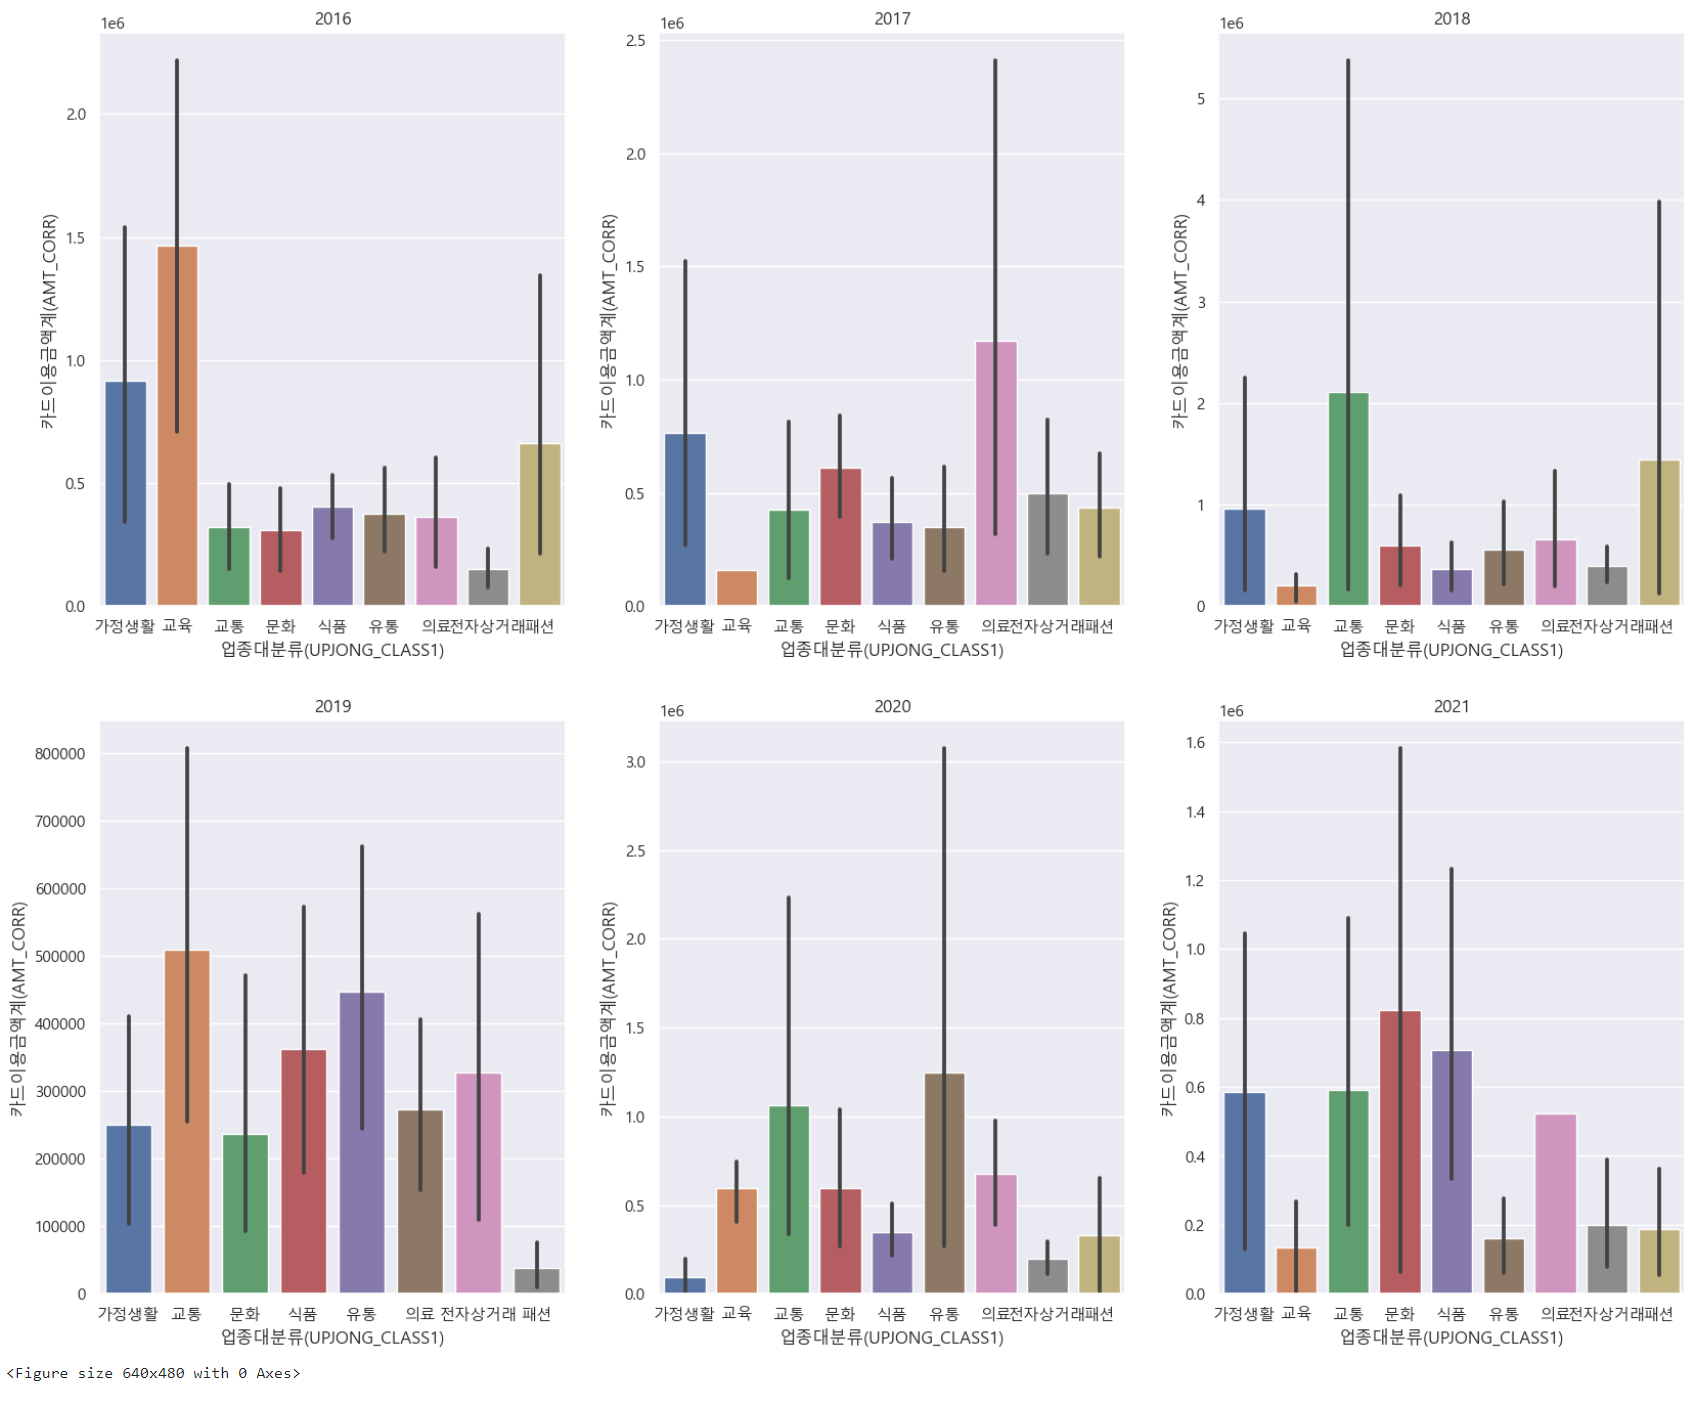 2016
1e6
2.0
1.5
1.0
0.5
0.0
카드이용금액계(AMT_CORR)
가정생활 교육 교통 문화 식품 유통 의료 전자상거래 패션
업종대분류(UPJONG_CLASS1)
2017
1e6
2.5
2.0
1.5
1.0
0.5
0.0
카드이용금액계(AMT_CORR)
가정생활 교육 교통 문화 식품 유통 의료 전자상거래 패션
업종대분류(UPJONG_CLASS1)
2018
1e6
5
4
3
2
1
0
카드이용금액계(AMT_CORR)
가정생활 교육 교통 문화 식품 유통 의료 전자상거래 패션
업종대분류(UPJONG_CLASS1)
2019
800000
700000
600000
500000
400000
300000
200000
100000
0
카드이용금액계(AMT_CORR)
가정생활 교통 문화 식품 유통 의료 전자상거래 패션
업종대분류(UPJONG_CLASS1)
2020
1e6
3.0
2.5
2.0
1.5
1.0
0.5
0.0
카드이용금액계(AMT_CORR)
가정생활 교육 교통 문화 식품 유통 의료 전자상거래 패션
업종대분류(UPJONG_CLASS1)
2021
1e6
1.6
1.4
1.2
1.0
0.8
0.6
0.4
0.2
0.0
카드이용금액계(AMT_CORR)
가정생활 교육 교통 문화 식품 유통 의료 전자상거래 패션
업종대분류(UPJONG_CLASS1)
<Figure size 640x480 with 0 Axes>